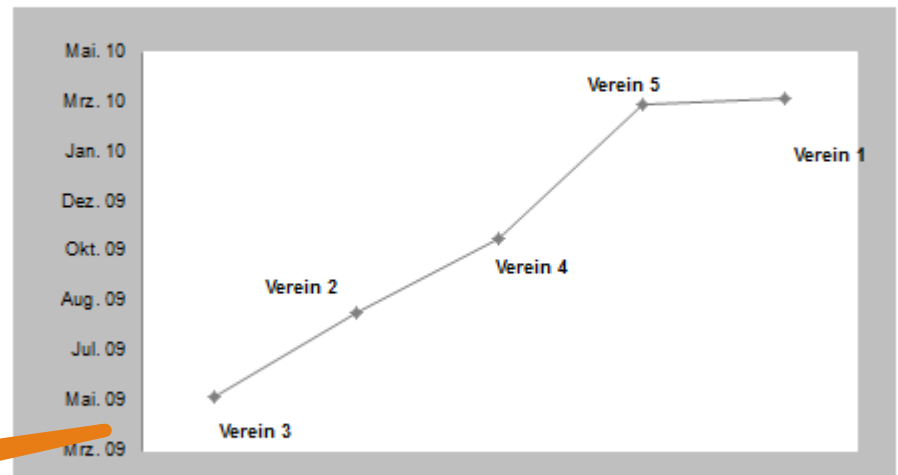 Mai. 10
Verein 5
Mrz. 10
Jan. 10
Verein 1
Dez. 09
Okt. 09
Verein 4
Verein 2
Aug. 09
Jul. 09
Mai. 09
Verein 3
Mrz. 09